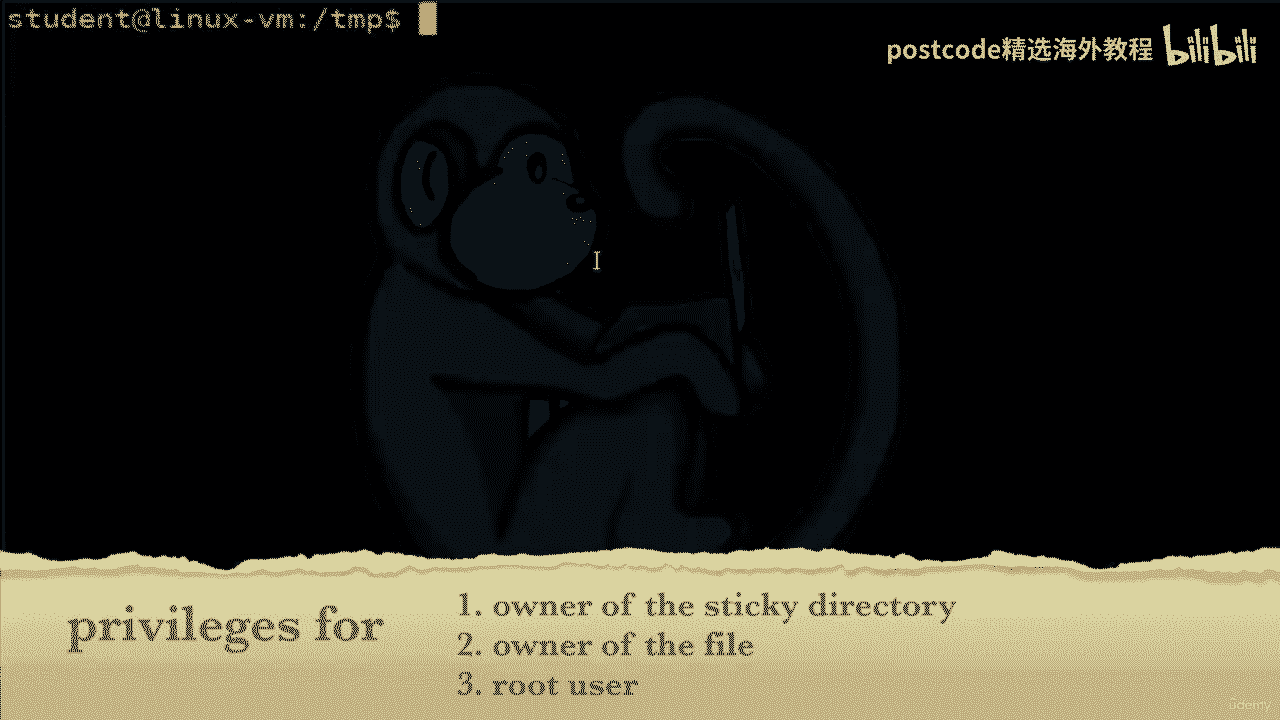 student@linux-vm:/tmp$
postcode精选海外教程 bilibili
privileges for
1. owner of the sticky directory
2. owner of the file
3. root user
ûdemy